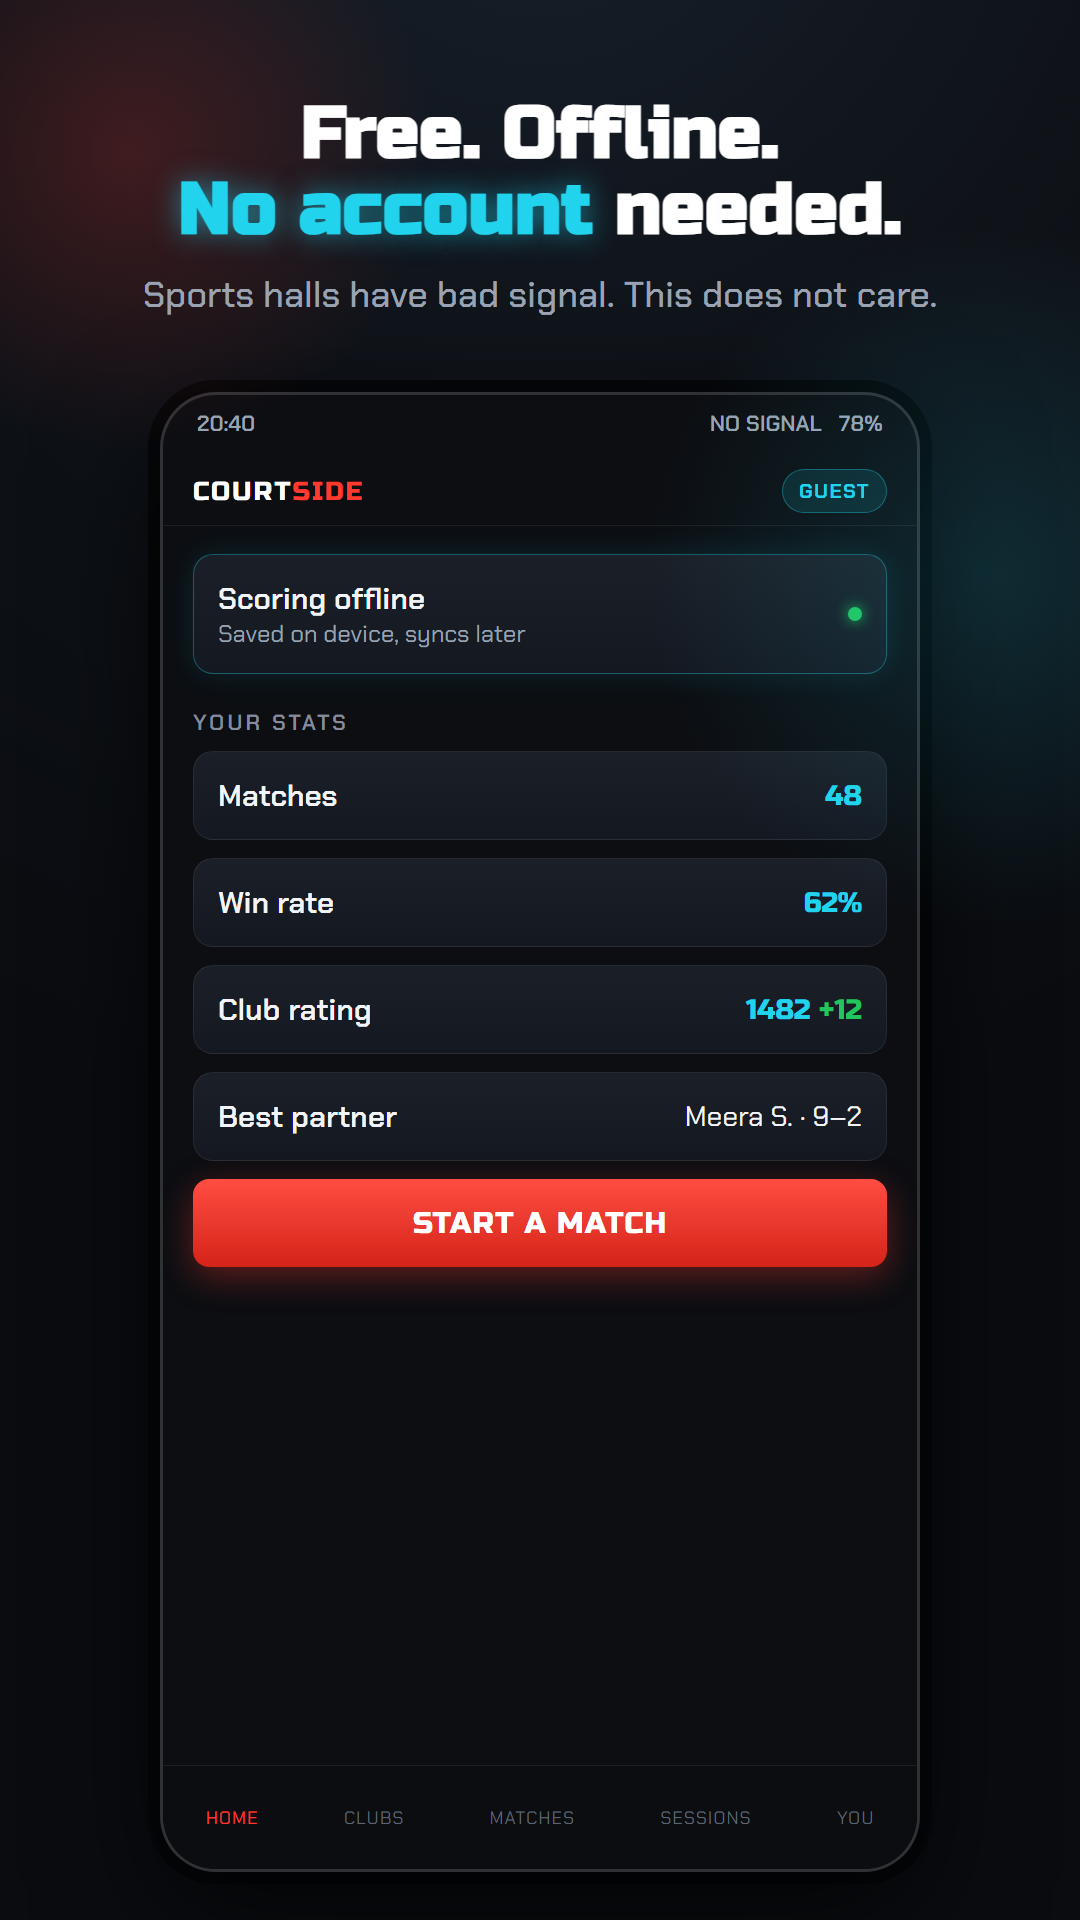 Free. Offline.
No account needed.
Sports halls have bad signal. This does not care.
20:40 NO SIGNAL 78%
COURTSIDE GUEST
Scoring offline
Saved on device, syncs later
YOUR STATS
Matches 48
Win rate 62%
Club rating 1482 +12
Best partner Meera S. · 9–2
START A MATCH
HOME CLUBS MATCHES SESSIONS YOU